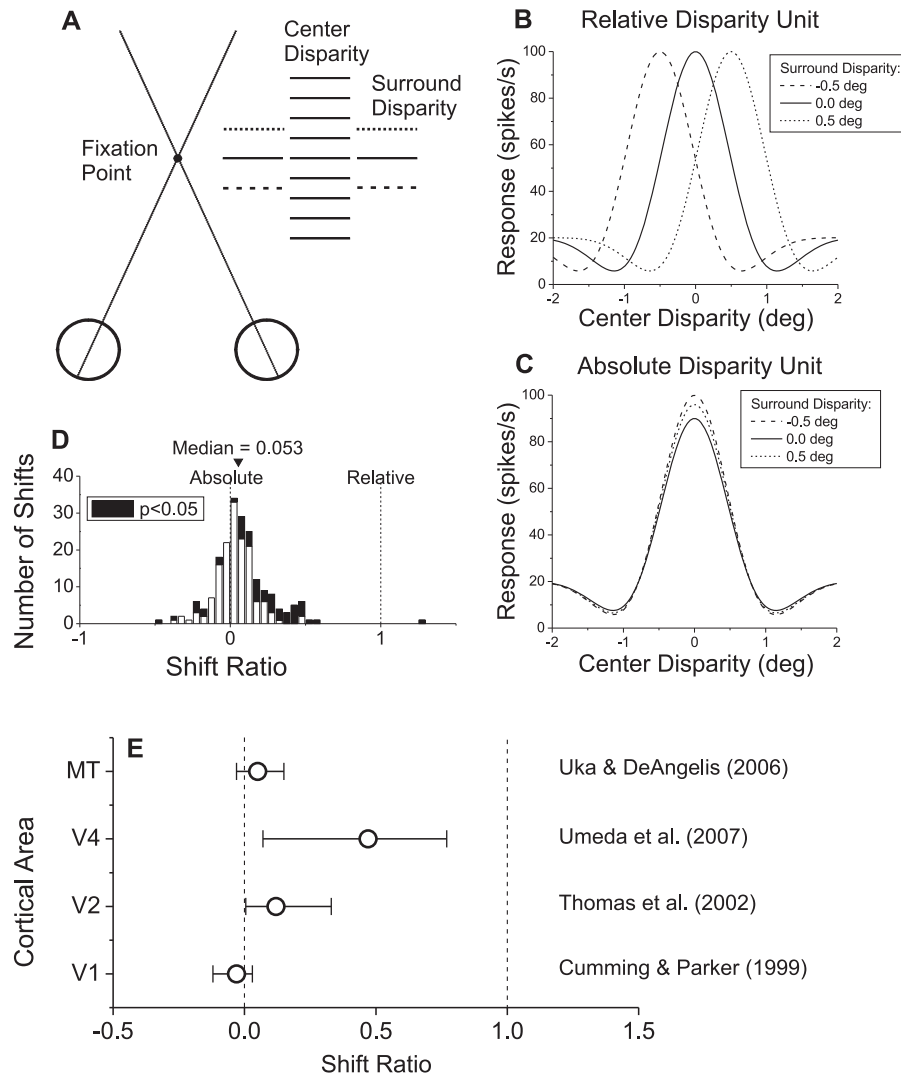 A
Center
Disparity
Surround
Disparity
Fixation
Point
B
Relative Disparity Unit
Response (spikes/s)
100
80
60
40
20
0
-2
-1
0
1
2
Center Disparity (deg)
Surround Disparity:
-0.5 deg
0.0 deg
0.5 deg
C
Absolute Disparity Unit
Response (spikes/s)
100
80
60
40
20
0
-2
-1
0
1
2
Center Disparity (deg)
Surround Disparity:
-0.5 deg
0.0 deg
0.5 deg
D
Median = 0.053
Absolute
Relative
p<0.05
Number of Shifts
40
30
20
10
0
-1
0
1
Shift Ratio
E
Cortical Area
MT
Uka & DeAngelis (2006)
V4
Umeda et al. (2007)
V2
Thomas et al. (2002)
V1
Cumming & Parker (1999)
-0.5
0.0
0.5
1.0
1.5
Shift Ratio